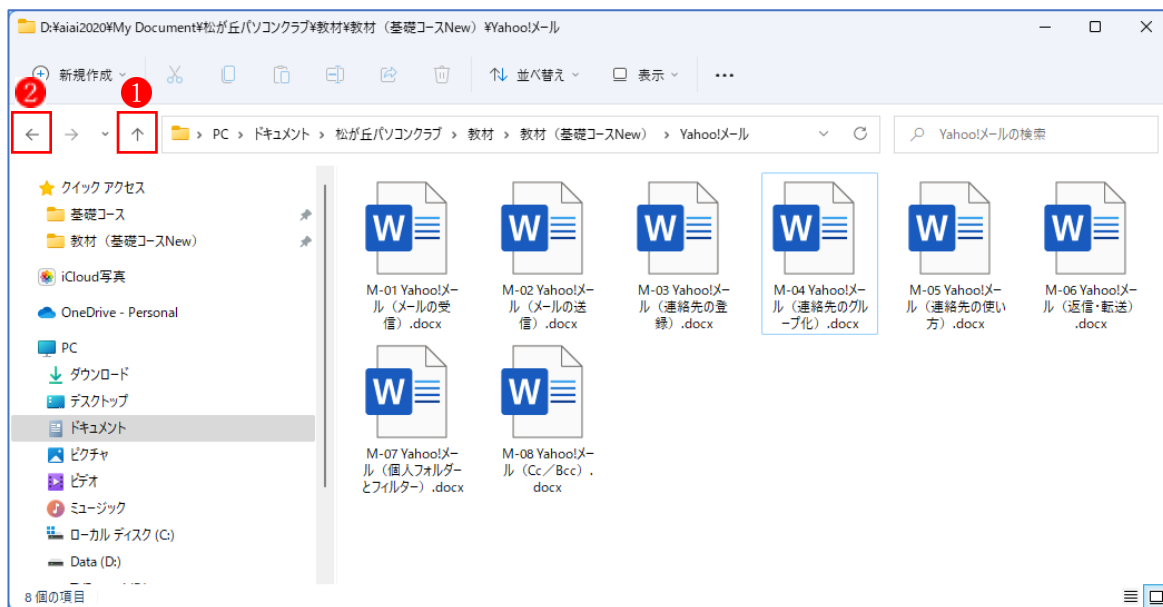 D:¥aiai2020¥My Document¥松が丘パソコンクラブ¥教材¥教材（基礎コースNew）¥Yahoo!メール
新規作成
並べ替え
表示
2
1
PC › ドキュメント › 松が丘パソコンクラブ › 教材 › 教材（基礎コースNew） › Yahoo!メール
Yahoo!メールの検索
クイック アクセス
基礎コース
教材（基礎コースNew）
iCloud写真
OneDrive - Personal
PC
ダウンロード
デスクトップ
ドキュメント
ピクチャ
ビデオ
ミュージック
ローカル ディスク (C:)
Data (D:)
W
M-01 Yahoo!メー
ル（メールの受
信）.docx
W
M-02 Yahoo!メー
ル（メールの送
信）.docx
W
M-03 Yahoo!メー
ル（連絡先の登
録）.docx
W
M-04 Yahoo!メー
ル（連絡先のグル
ープ化）.docx
W
M-05 Yahoo!メー
ル（連絡先の使い
方）.docx
W
M-06 Yahoo!メー
ル（返信・転送）
.docx
W
M-07 Yahoo!メー
ル（個人フォルダー
とフィルター）.docx
W
M-08 Yahoo!メー
ル（Cc／Bcc）.
docx
8 個の項目